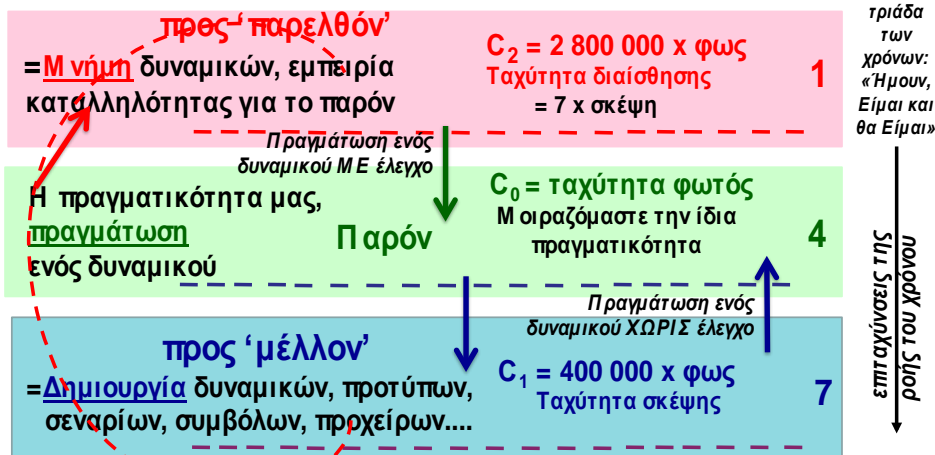 προς 'παρελθόν'
=Μνήμη δυναμικών, εμπειρία
καταλληλότητας για το παρόν
C₂ = 2 800 000 x φως
Ταχύτητα διαίσθησης
= 7 x σκέψη
1
τριάδα
των
χρόνων:
«Ήμουν,
Είμαι και
θα Είμαι»
Πραγμάτωση ενός
δυναμικού ΜΕ έλεγχο
Η πραγματικότητα μας,
πραγμάτωση
ενός δυναμικού
Παρόν
C₀ = ταχύτητα φωτός
Μοιραζόμαστε την ίδια
πραγματικότητα
4
Πραγμάτωση ενός
δυναμικού ΧΩΡΙΣ έλεγχο
προς 'μέλλον'
=Δημιουργία δυναμικών, προτύπων,
σεναρίων, συμβόλων, προχείρων....
C₁ = 400 000 x φως
Ταχύτητα σκέψης
7
επιταχύνσεις της
ροής του χρόνου